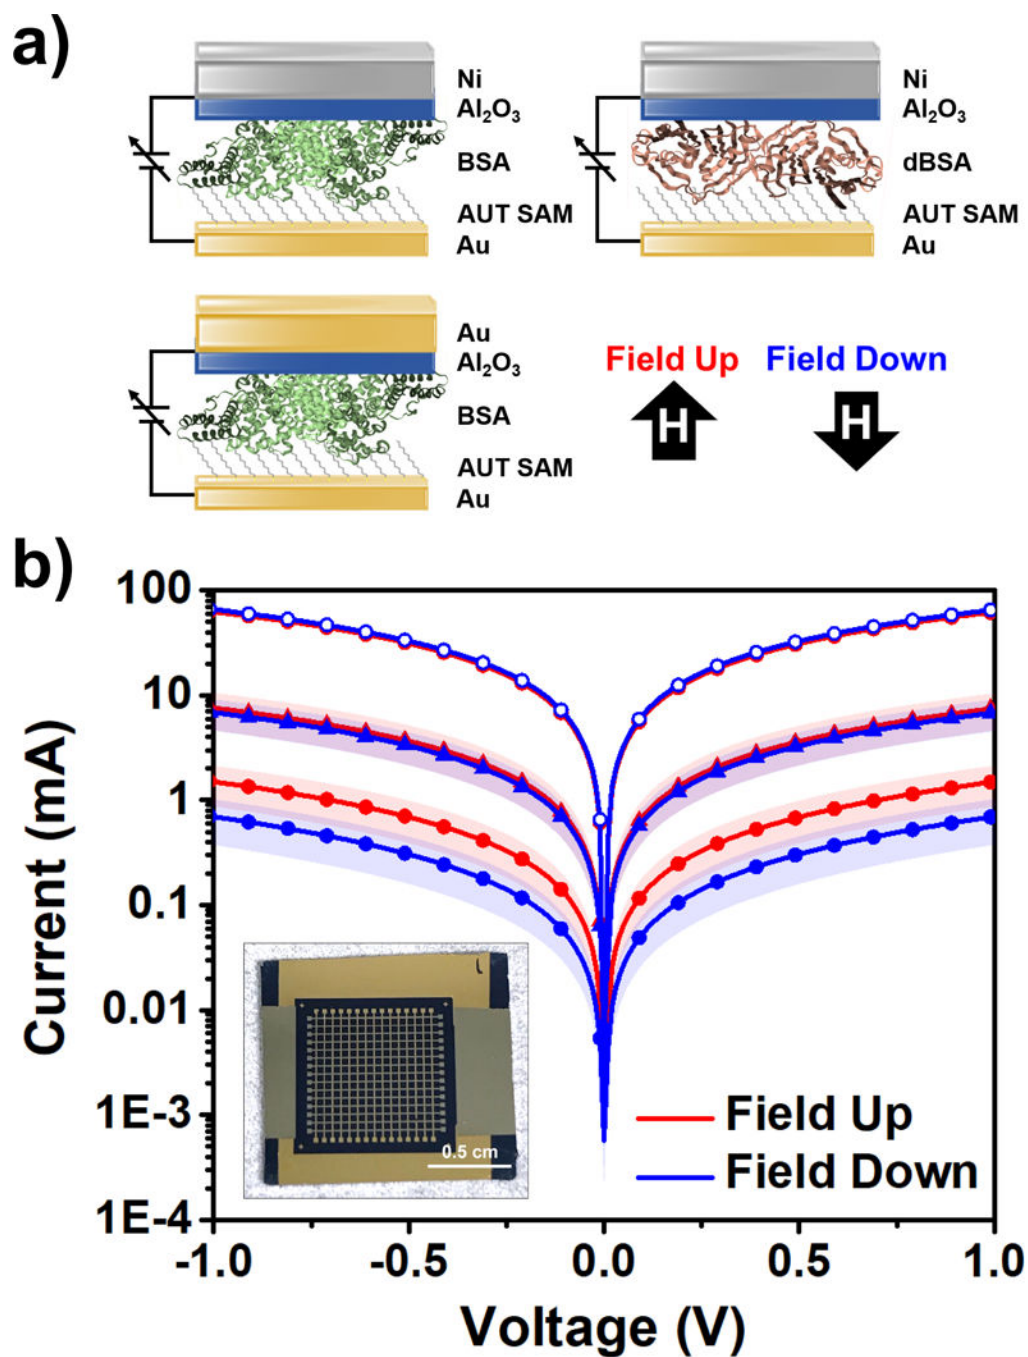 a)
Ni
Al₂O₃
BSA
AUT SAM
Au
Ni
Al₂O₃
dBSA
AUT SAM
Au
Au
Al₂O₃
BSA
AUT SAM
Au
Field Up
Field Down
H
H
b)
100
10
1
0.1
0.01
1E-3
1E-4
Current (mA)
0.5 cm
Field Up
Field Down
-1.0
-0.5
0.0
0.5
1.0
Voltage (V)